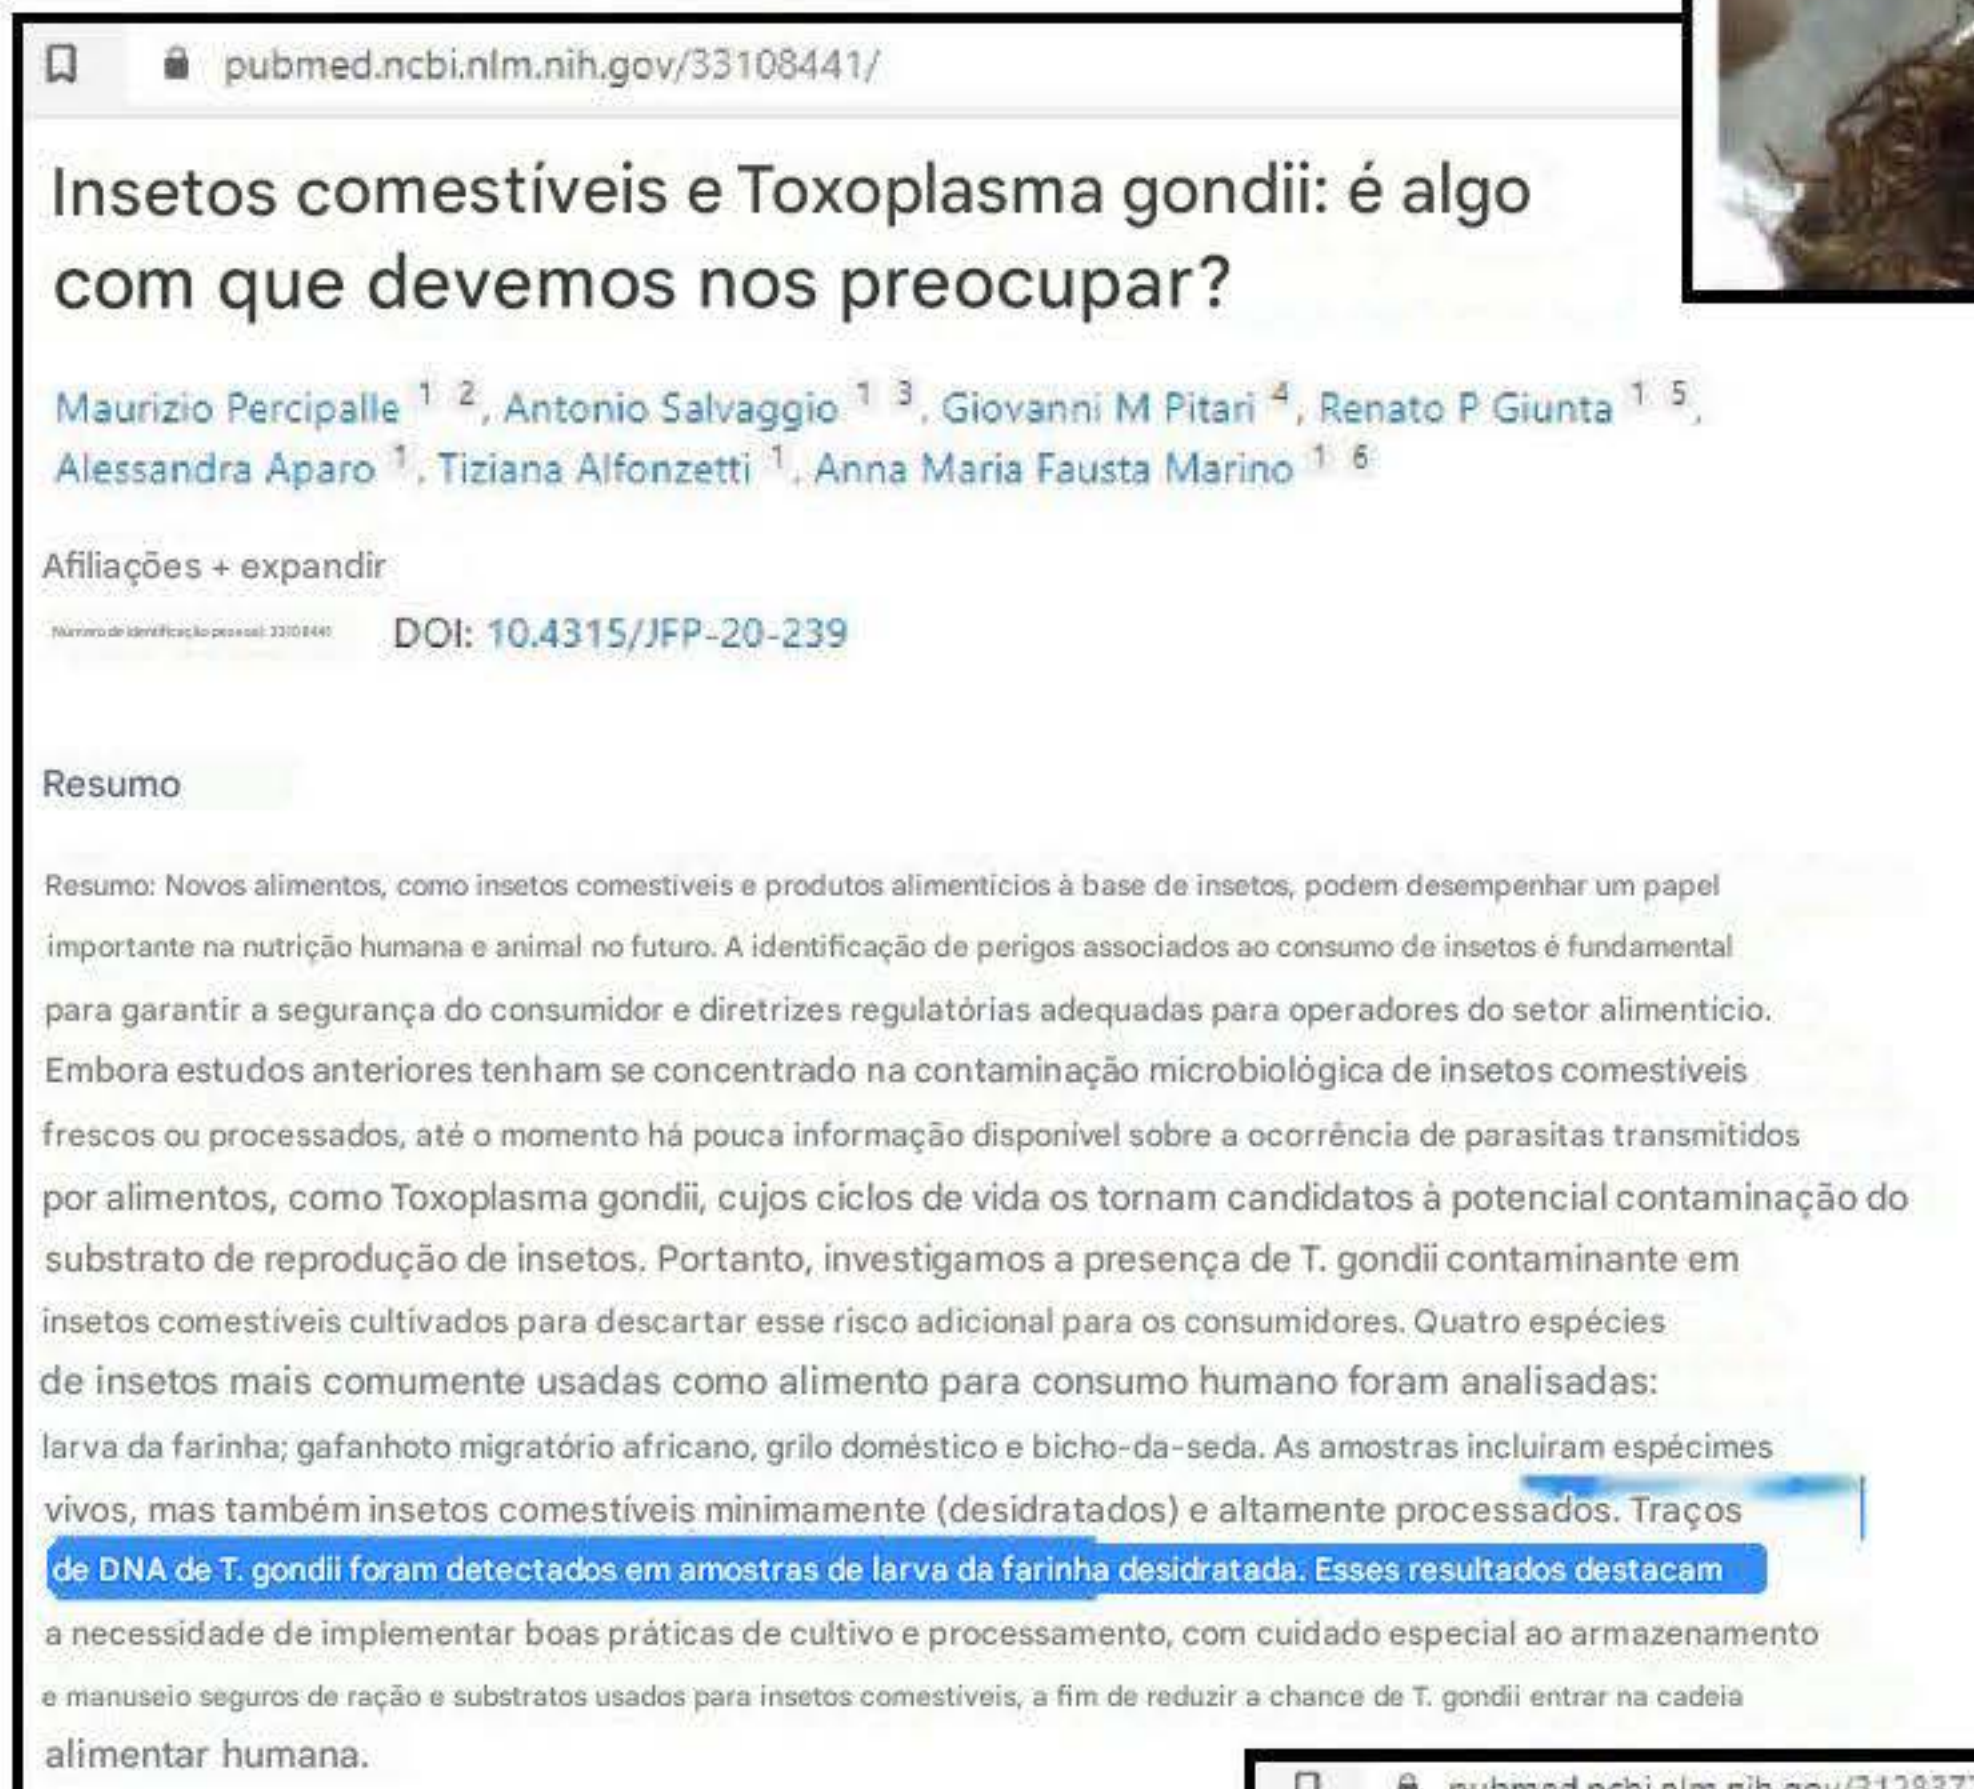 pubmed.ncbi.nlm.nih.gov/33108441/
Insetos comestíveis e Toxoplasma gondii: é algo
com que devemos nos preocupar?
Maurizio Percipalle 1 2, Antonio Salvaggio 1 3, Giovanni M Pitari 4, Renato P Giunta 1 5,
Alessandra Aparo 1, Tiziana Alfonzetti 1, Anna Maria Fausta Marino 1 6
Afiliações + expandir
Número de identificação pessoal: 33108441 DOI: 10.4315/JFP-20-239
Resumo
Resumo: Novos alimentos, como insetos comestíveis e produtos alimentícios à base de insetos, podem desempenhar um papel
importante na nutrição humana e animal no futuro. A identificação de perigos associados ao consumo de insetos é fundamental
para garantir a segurança do consumidor e diretrizes regulatórias adequadas para operadores do setor alimentício.
Embora estudos anteriores tenham se concentrado na contaminação microbiológica de insetos comestíveis
frescos ou processados, até o momento há pouca informação disponível sobre a ocorrência de parasitas transmitidos
por alimentos, como Toxoplasma gondii, cujos ciclos de vida os tornam candidatos à potencial contaminação do
substrato de reprodução de insetos. Portanto, investigamos a presença de T. gondii contaminante em
insetos comestíveis cultivados para descartar esse risco adicional para os consumidores. Quatro espécies
de insetos mais comumente usadas como alimento para consumo humano foram analisadas:
larva da farinha; gafanhoto migratório africano, grilo doméstico e bicho-da-seda. As amostras incluíram espécimes
vivos, mas também insetos comestíveis minimamente (desidratados) e altamente processados. Traços
de DNA de T. gondii foram detectados em amostras de larva da farinha desidratada. Esses resultados destacam
a necessidade de implementar boas práticas de cultivo e processamento, com cuidado especial ao armazenamento
e manuseio seguros de ração e substratos usados para insetos comestíveis, a fim de reduzir a chance de T. gondii entrar na cadeia
alimentar humana.